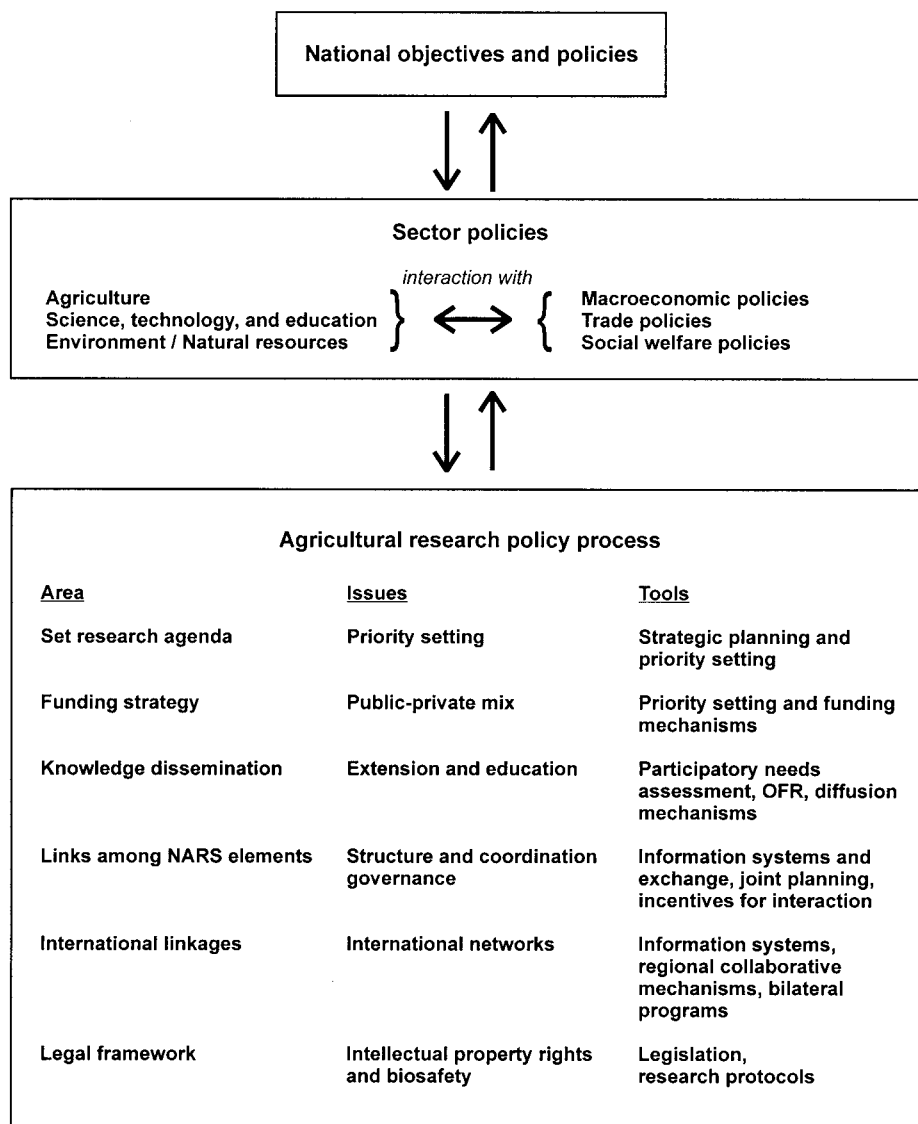 National objectives and policies
Sector policies
interaction with
Agriculture
Science, technology, and education
Environment / Natural resources
Macroeconomic policies
Trade policies
Social welfare policies
Agricultural research policy process
Area Issues Tools
Set research agenda Priority setting Strategic planning and
priority setting
Funding strategy Public-private mix Priority setting and funding
mechanisms
Knowledge dissemination Extension and education Participatory needs
assessment, OFR, diffusion
mechanisms
Links among NARS elements Structure and coordination Information systems and
governance exchange, joint planning,
incentives for interaction
International linkages International networks Information systems,
regional collaborative
mechanisms, bilateral
programs
Legal framework Intellectual property rights Legislation,
and biosafety research protocols